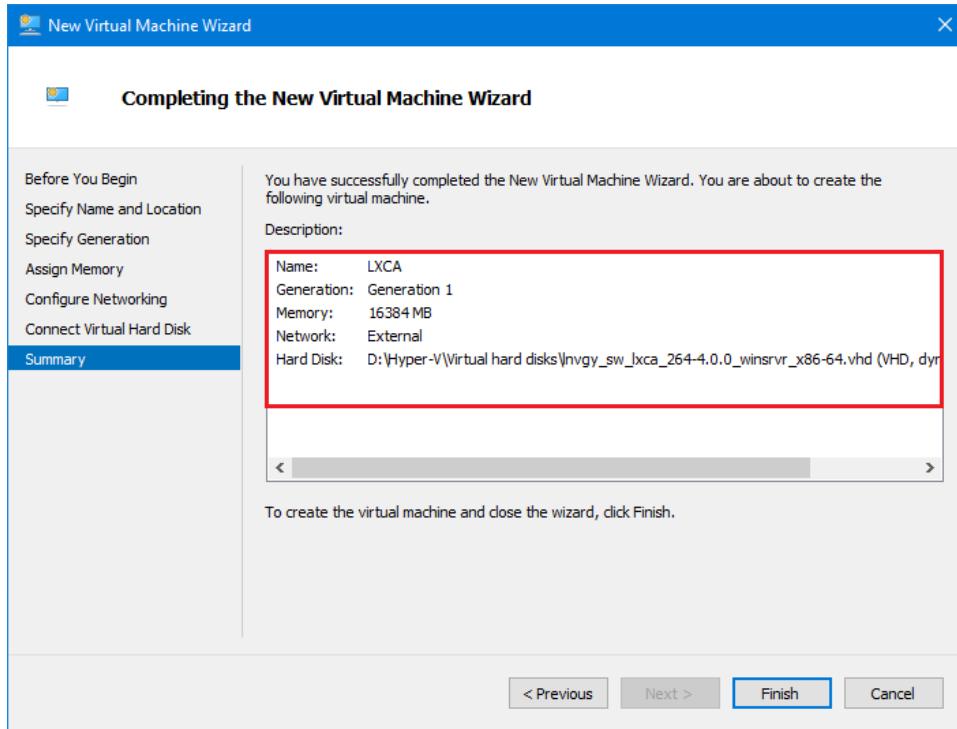 New Virtual Machine Wizard
Completing the New Virtual Machine Wizard
Before You Begin
Specify Name and Location
Specify Generation
Assign Memory
Configure Networking
Connect Virtual Hard Disk
Summary
You have successfully completed the New Virtual Machine Wizard. You are about to create the
following virtual machine.
Description:
Name: LXCA
Generation: Generation 1
Memory: 16384 MB
Network: External
Hard Disk: D:\Hyper-V\Virtual hard disks\lnvgy_sw_lxca_264-4.0.0_winsrvr_x86-64.vhd (VHD, dyn
To create the virtual machine and close the wizard, click Finish.
< Previous
Next >
Finish
Cancel